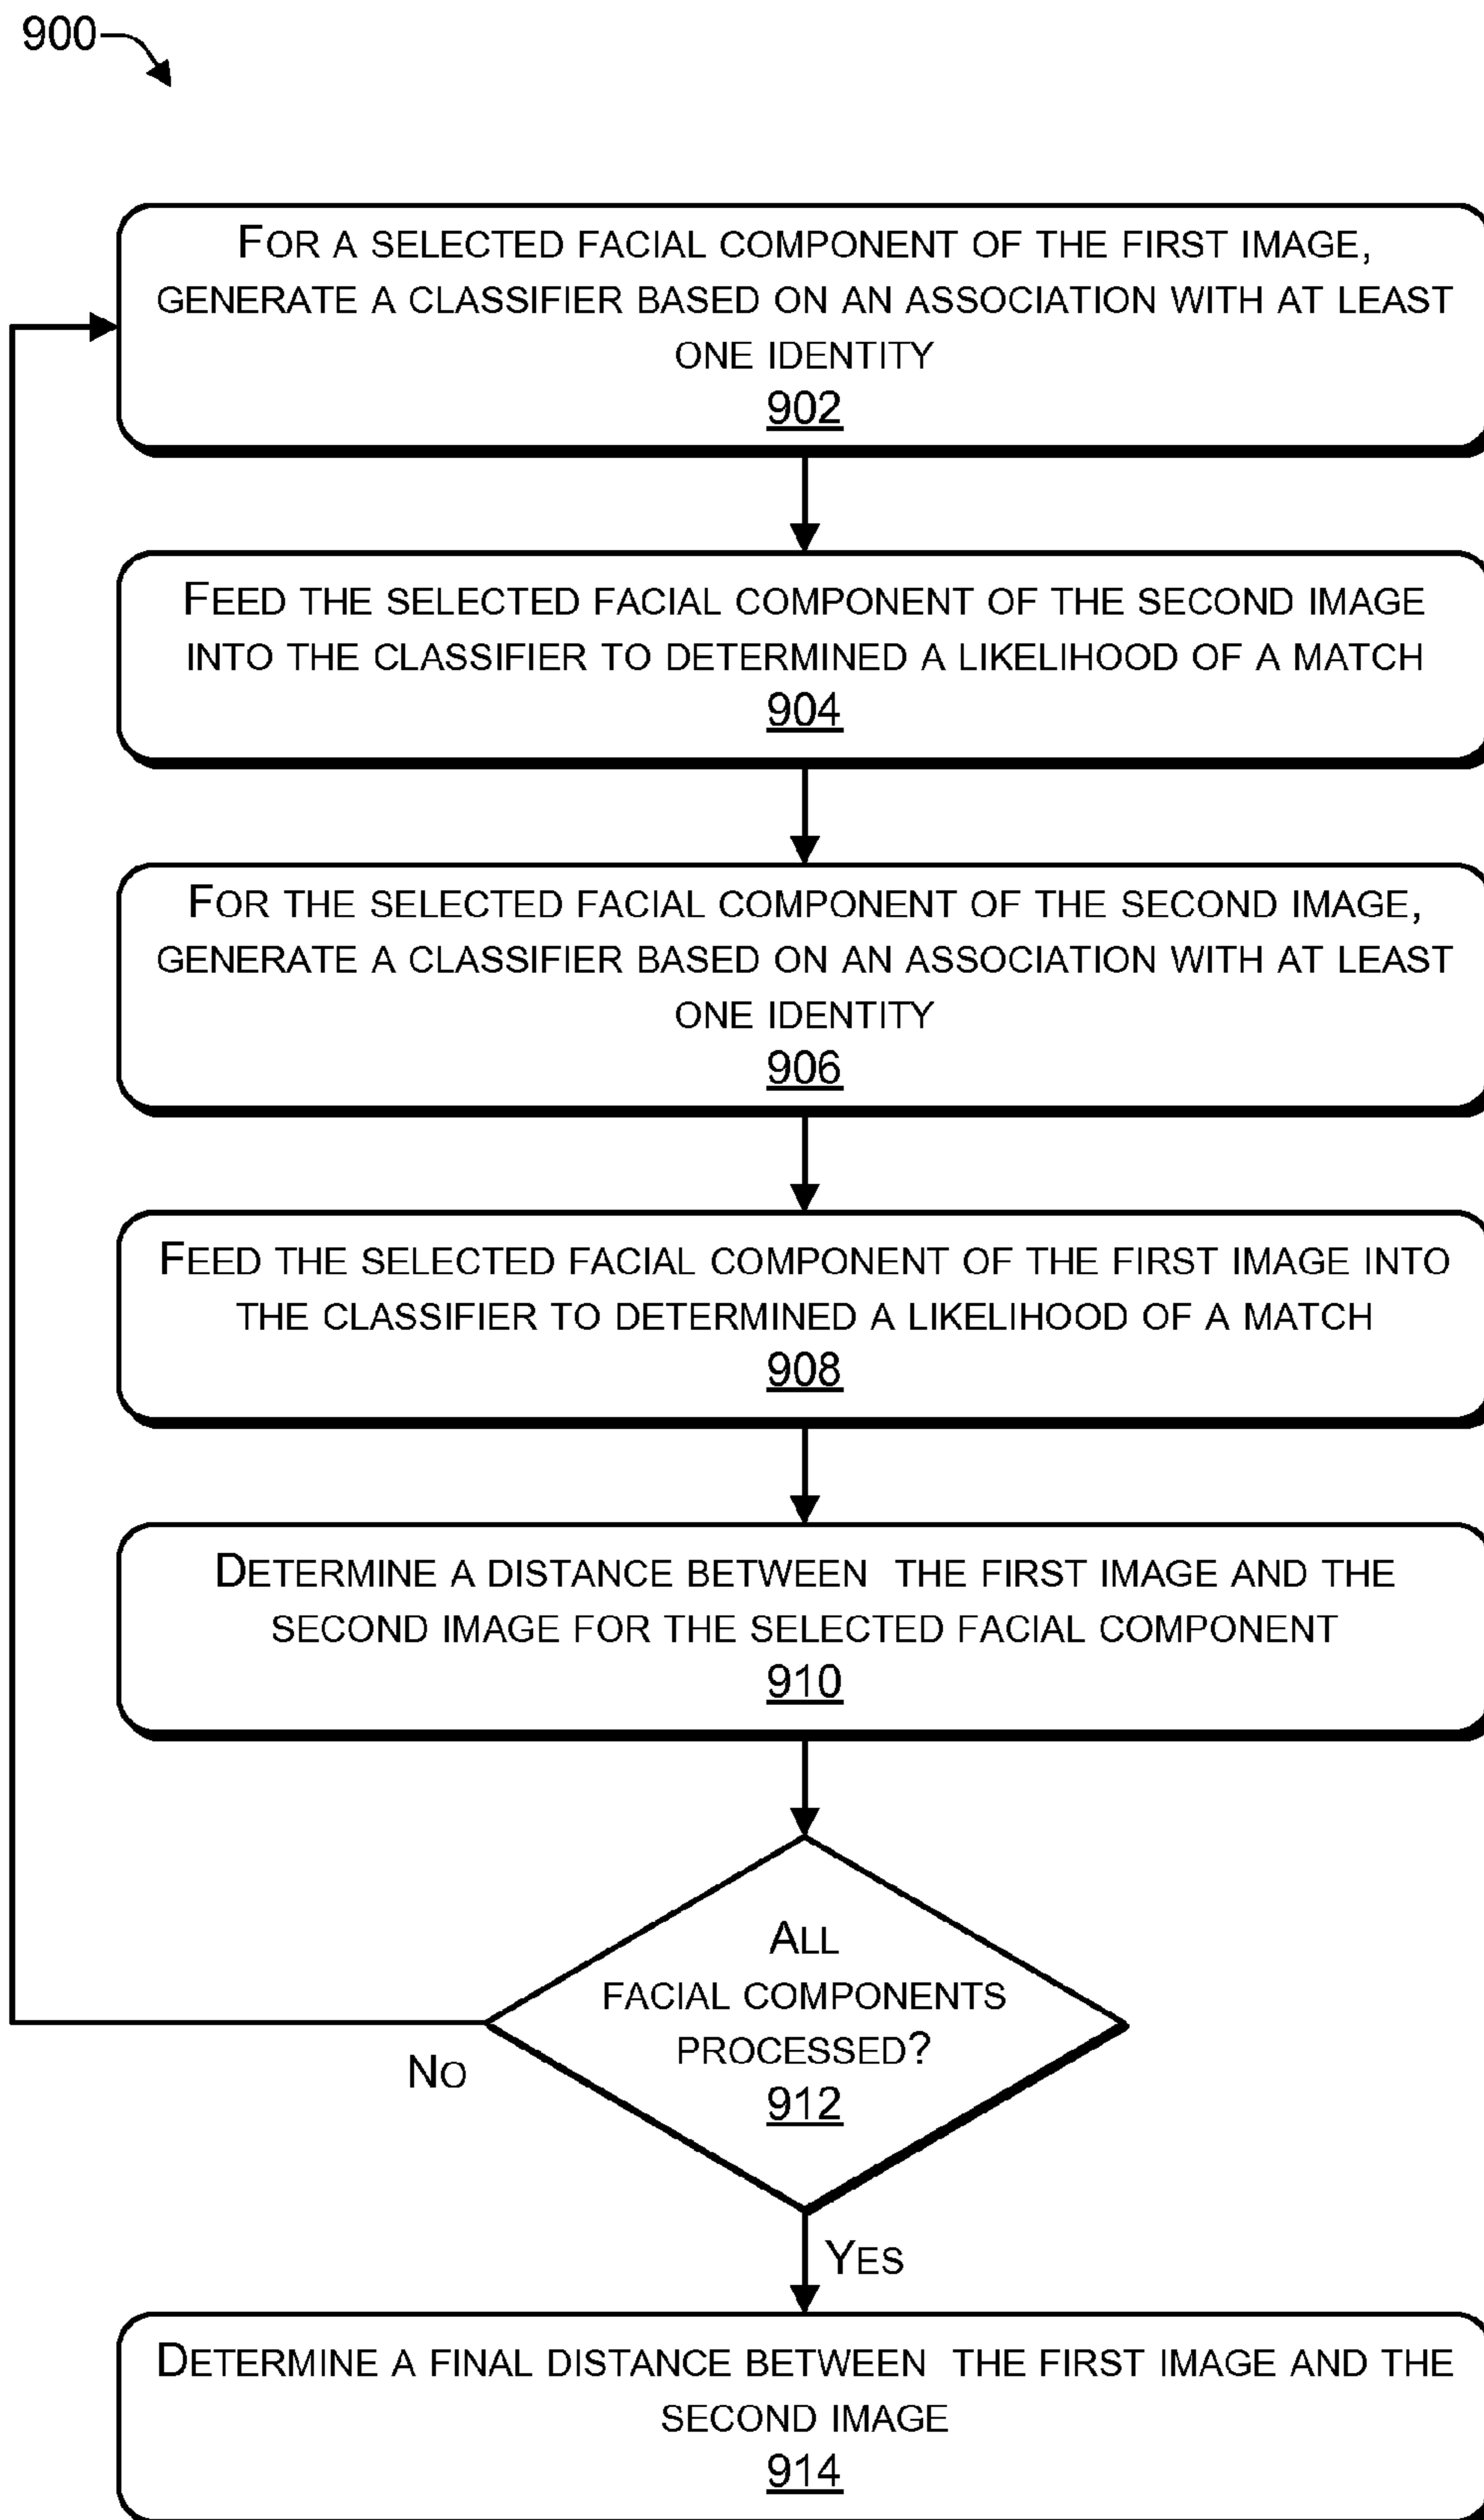 900
FOR A SELECTED FACIAL COMPONENT OF THE FIRST IMAGE,
GENERATE A CLASSIFIER BASED ON AN ASSOCIATION WITH AT LEAST
ONE IDENTITY
902
FEED THE SELECTED FACIAL COMPONENT OF THE SECOND IMAGE
INTO THE CLASSIFIER TO DETERMINED A LIKELIHOOD OF A MATCH
904
FOR THE SELECTED FACIAL COMPONENT OF THE SECOND IMAGE,
GENERATE A CLASSIFIER BASED ON AN ASSOCIATION WITH AT LEAST
ONE IDENTITY
906
FEED THE SELECTED FACIAL COMPONENT OF THE FIRST IMAGE INTO
THE CLASSIFIER TO DETERMINED A LIKELIHOOD OF A MATCH
908
DETERMINE A DISTANCE BETWEEN THE FIRST IMAGE AND THE
SECOND IMAGE FOR THE SELECTED FACIAL COMPONENT
910
ALL
FACIAL COMPONENTS
PROCESSED?
912
NO
YES
DETERMINE A FINAL DISTANCE BETWEEN THE FIRST IMAGE AND THE
SECOND IMAGE
914